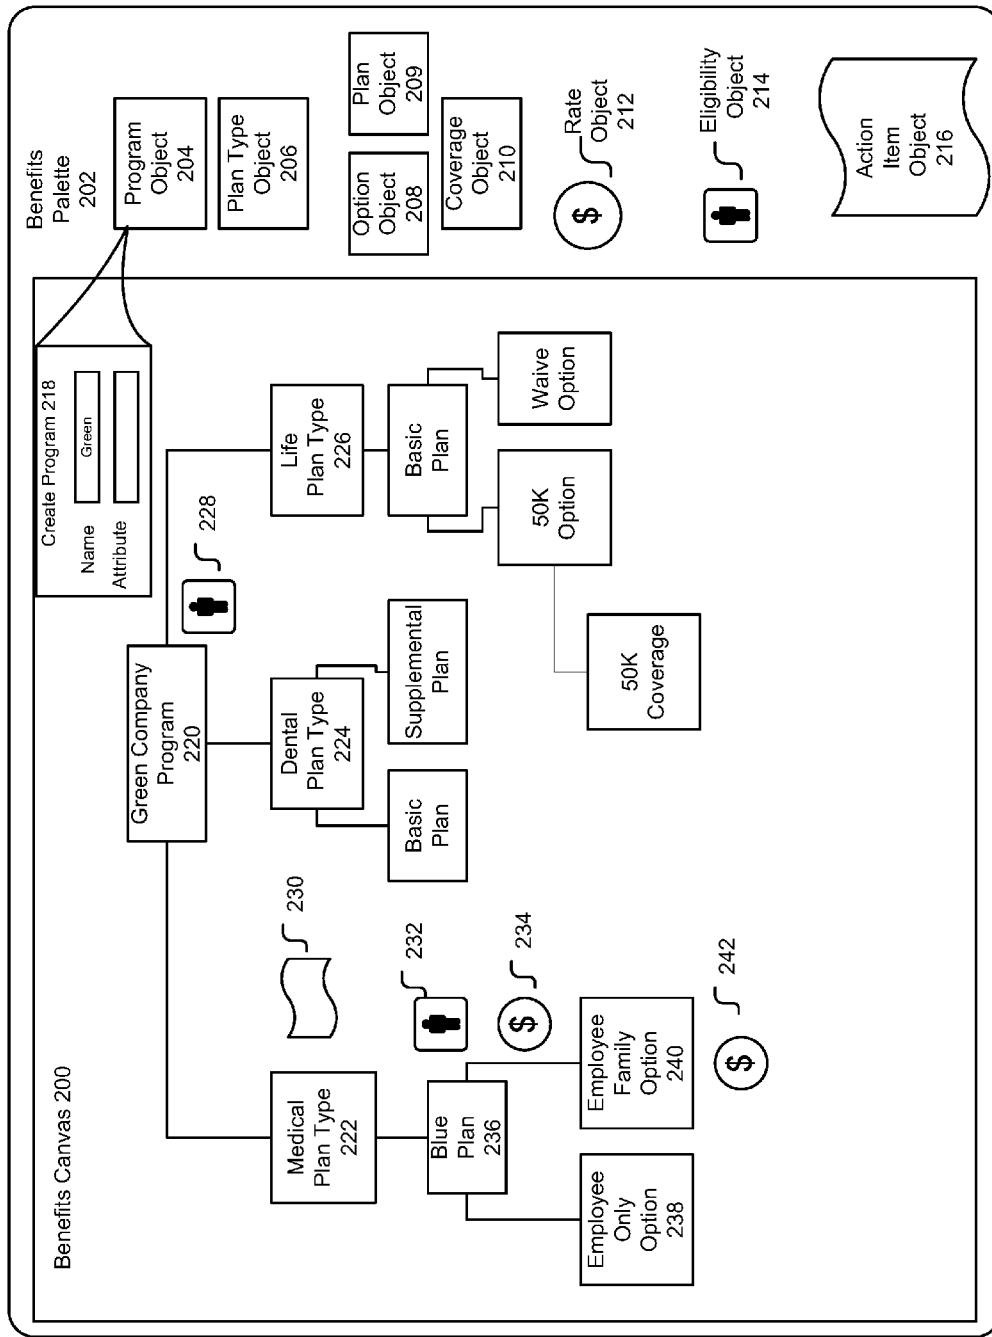 Benefits Canvas 200
Create Program 218
Name
Green
Attribute
Green Company
Program
220
228
Medical
Plan Type
222
230
Dental
Plan Type
224
Life
Plan Type
226
Blue
Plan
236
232
234
Basic
Plan
Supplemental
Plan
Basic
Plan
Employee
Only
Option
238
Employee
Family
Option
240
242
50K
Option
Waive
Option
50K
Coverage
Benefits
Palette
202
Program
Object
204
Plan Type
Object
206
Option
Object
208
Plan
Object
209
Coverage
Object
210
$
Rate
Object
212
Eligibility
Object
214
Action
Item
Object
216
$
$